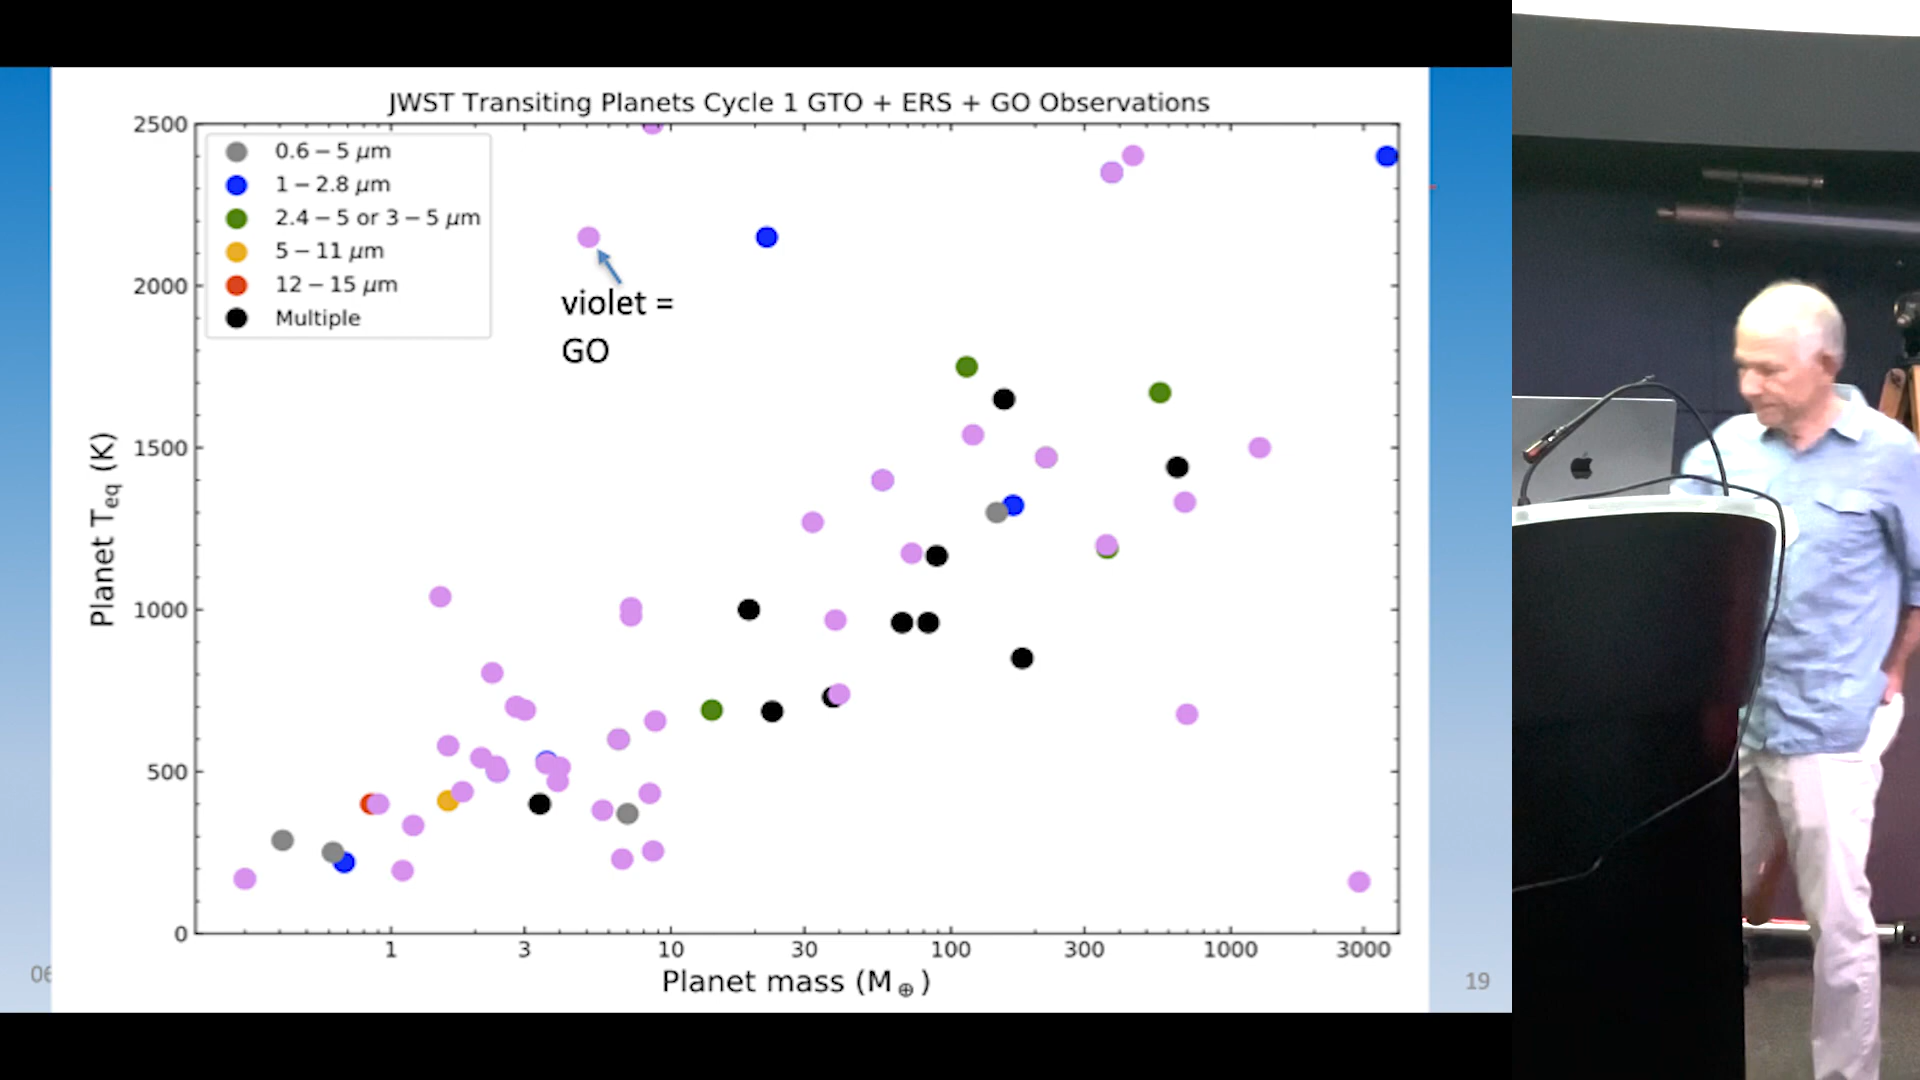 JWST Transiting Planets Cycle 1 GTO + ERS + GO Observations
2500
2000
1500
1000
500
0
Planet T_eq (K)
0.6 − 5 μm
1 − 2.8 μm
2.4 − 5 or 3 − 5 μm
5 − 11 μm
12 − 15 μm
Multiple
violet =
GO
1 3 10 30 100 300 1000 3000
Planet mass (M⊕)
06
19